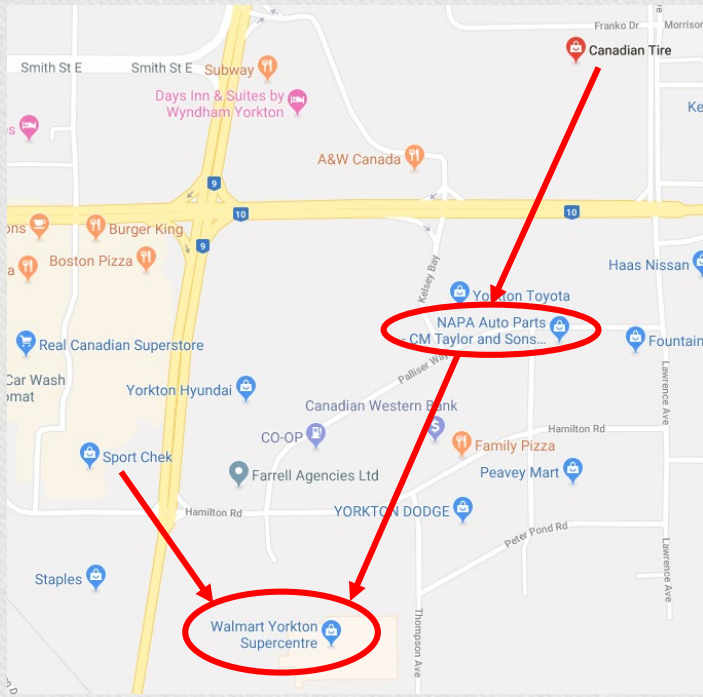 Franko Dr
Morrison
Canadian Tire
Smith St E
Smith St E
Subway
Days Inn & Suites by
Wyndham Yorkton
Ke
s
A&W Canada
9
10
10
ons
Burger King
9
Boston Pizza
a
Kelsey Bay
Haas Nissan
Yorkton Toyota
NAPA Auto Parts
- CM Taylor and Sons...
Fountain
Real Canadian Superstore
Palliser Way
Car Wash
omat
Yorkton Hyundai
Lawrence Ave
Canadian Western Bank
$
CO-OP
Hamilton Rd
Family Pizza
Sport Chek
Peavey Mart
Farrell Agencies Ltd
Hamilton Rd
YORKTON DODGE
Peter Pond Rd
Lawrence Ave
Staples
Walmart Yorkton
Supercentre
Thompson Ave